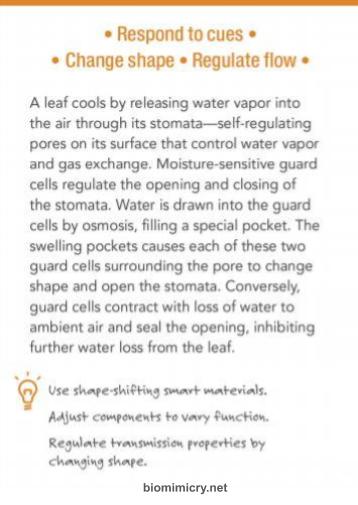 • Respond to cues •
• Change shape • Regulate flow •
A leaf cools by releasing water vapor into
the air through its stomata—self-regulating
pores on its surface that control water vapor
and gas exchange. Moisture-sensitive guard
cells regulate the opening and closing of
the stomata. Water is drawn into the guard
cells by osmosis, filling a special pocket. The
swelling pockets causes each of these two
guard cells surrounding the pore to change
shape and open the stomata. Conversely,
guard cells contract with loss of water to
ambient air and seal the opening, inhibiting
further water loss from the leaf.
Use shape-shifting smart materials.
Adjust components to vary function.
Regulate transmission properties by
changing shape.
biomimicry.net